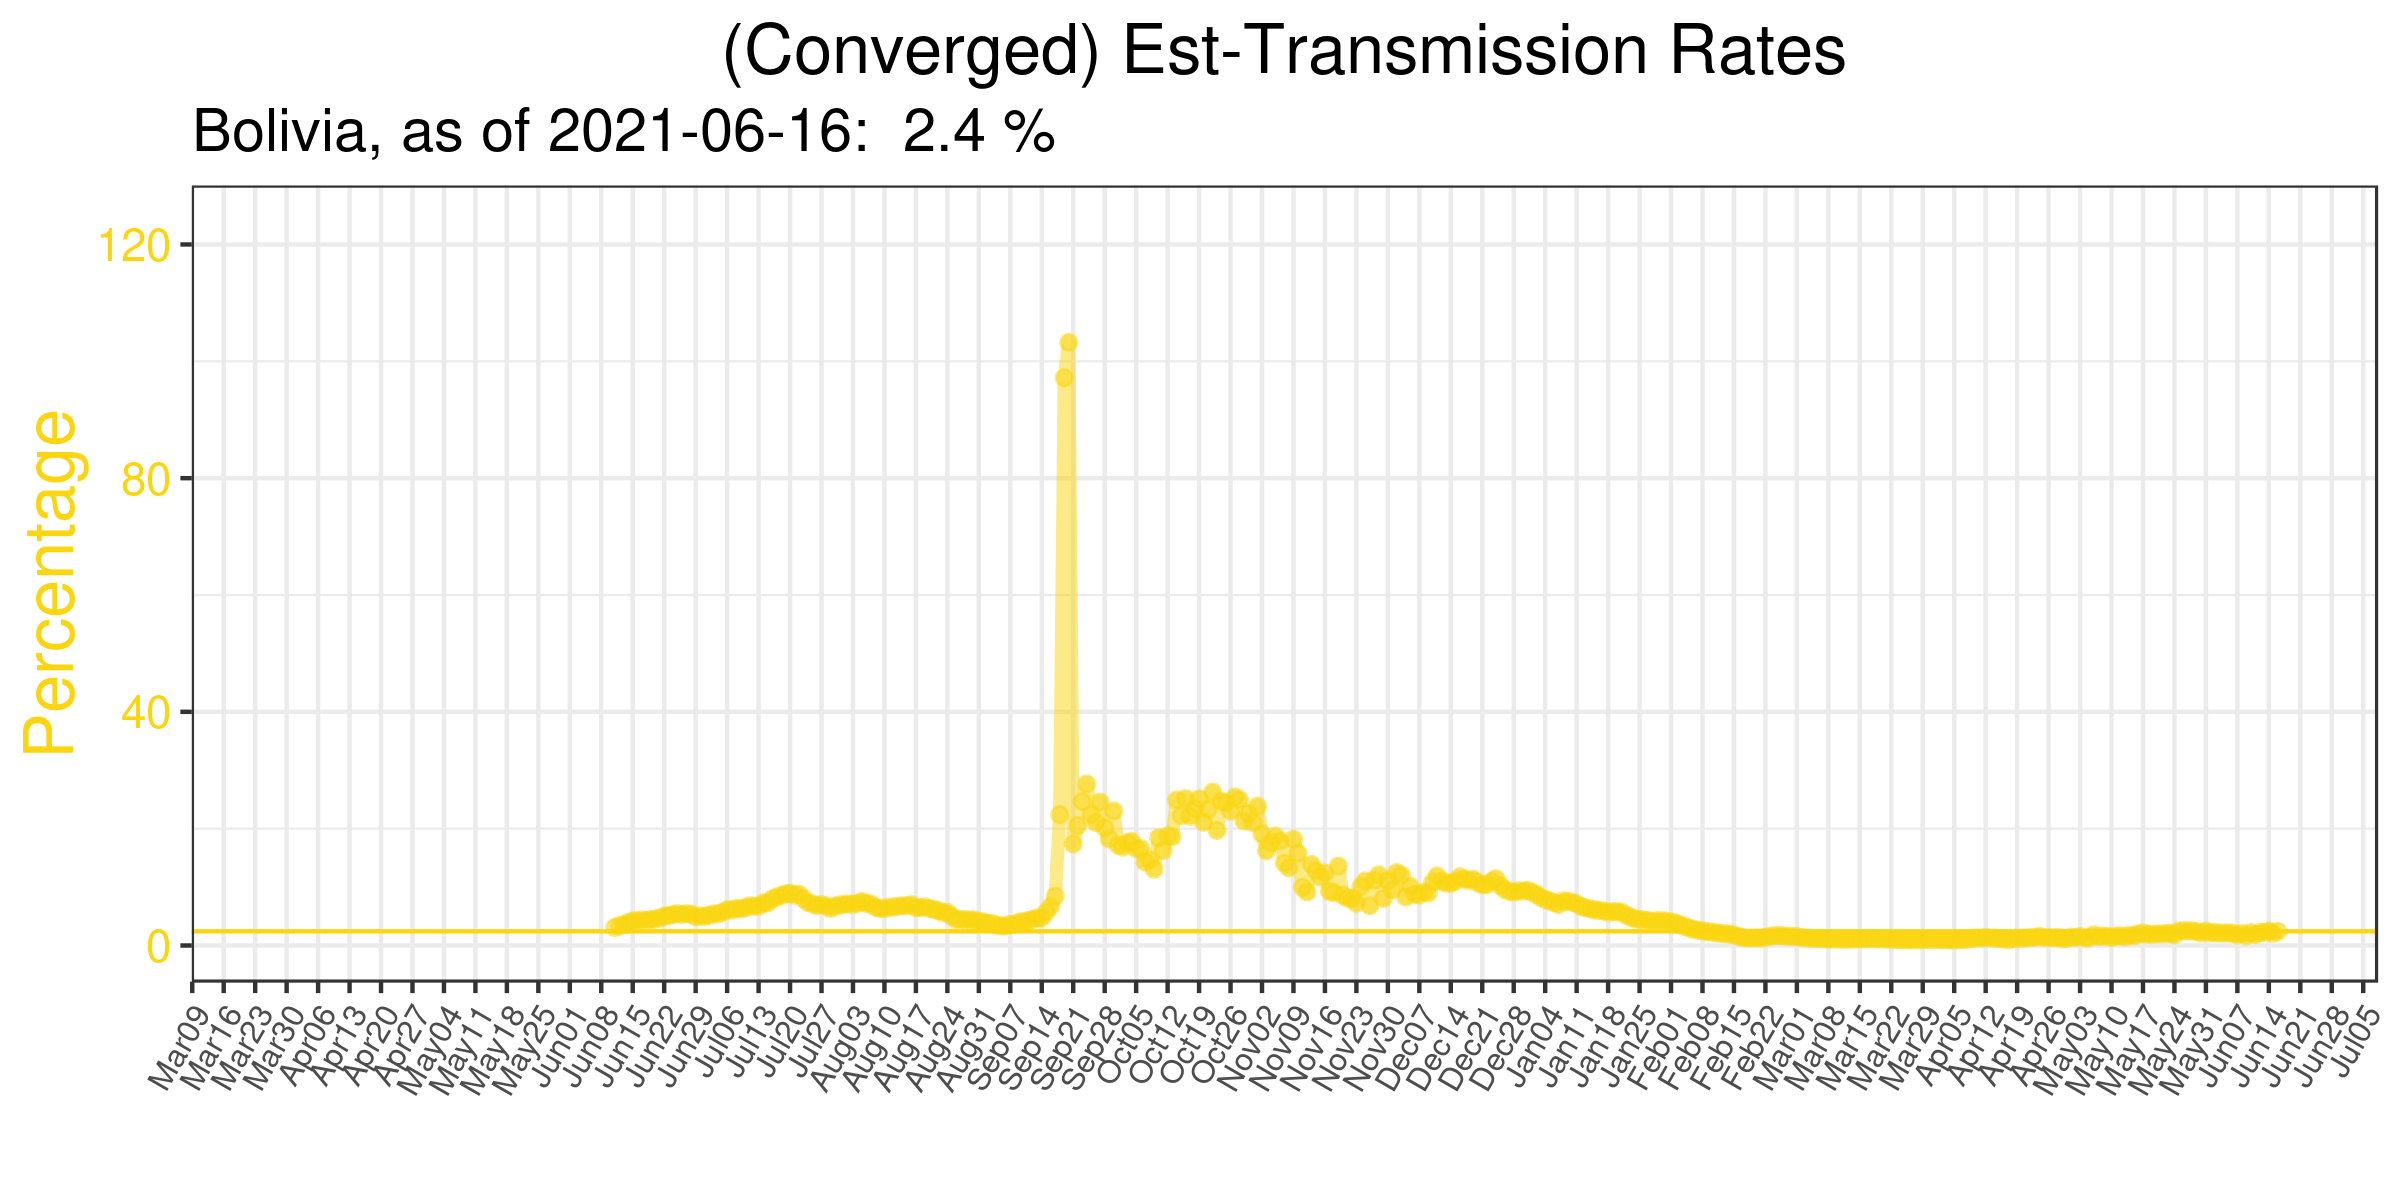 (Converged) Est-Transmission Rates
Bolivia, as of 2021-06-16:  2.4 %
Percentage
120
80
40
0
Mar09
Mar16
Mar23
Mar30
Apr06
Apr13
Apr20
Apr27
May04
May11
May18
May25
Jun01
Jun08
Jun15
Jun22
Jun29
Jul06
Jul13
Jul20
Jul27
Aug03
Aug10
Aug17
Aug24
Aug31
Sep07
Sep14
Sep21
Sep28
Oct05
Oct12
Oct19
Oct26
Nov02
Nov09
Nov16
Nov23
Nov30
Dec07
Dec14
Dec21
Dec28
Jan04
Jan11
Jan18
Jan25
Feb01
Feb08
Feb15
Feb22
Mar01
Mar08
Mar15
Mar22
Mar29
Apr05
Apr12
Apr19
Apr26
May03
May10
May17
May24
May31
Jun07
Jun14
Jun21
Jun28
Jul05